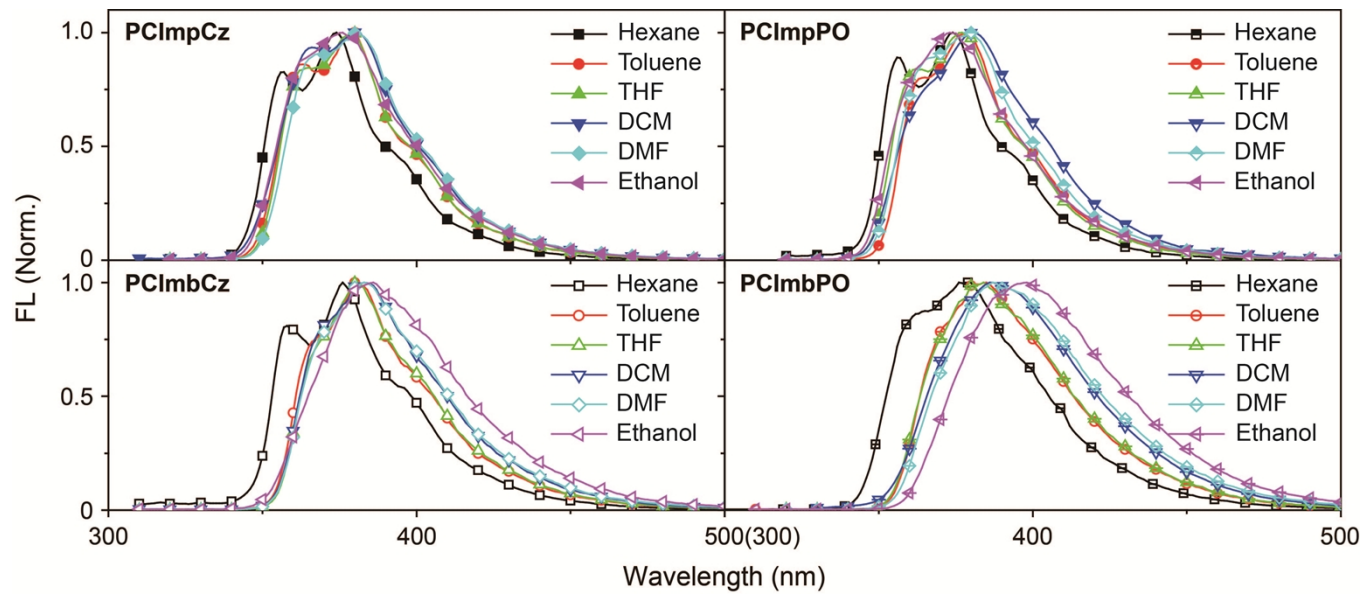 PCImpCz
Hexane
Toluene
THF
DCM
DMF
Ethanol
PCImpPO
Hexane
Toluene
THF
DCM
DMF
Ethanol
1.0
0.5
0
PCImbCz
Hexane
Toluene
THF
DCM
DMF
Ethanol
PCImbPO
Hexane
Toluene
THF
DCM
DMF
Ethanol
1.0
0.5
0
FL (Norm.)
300 400 500(300) 400 500
Wavelength (nm)